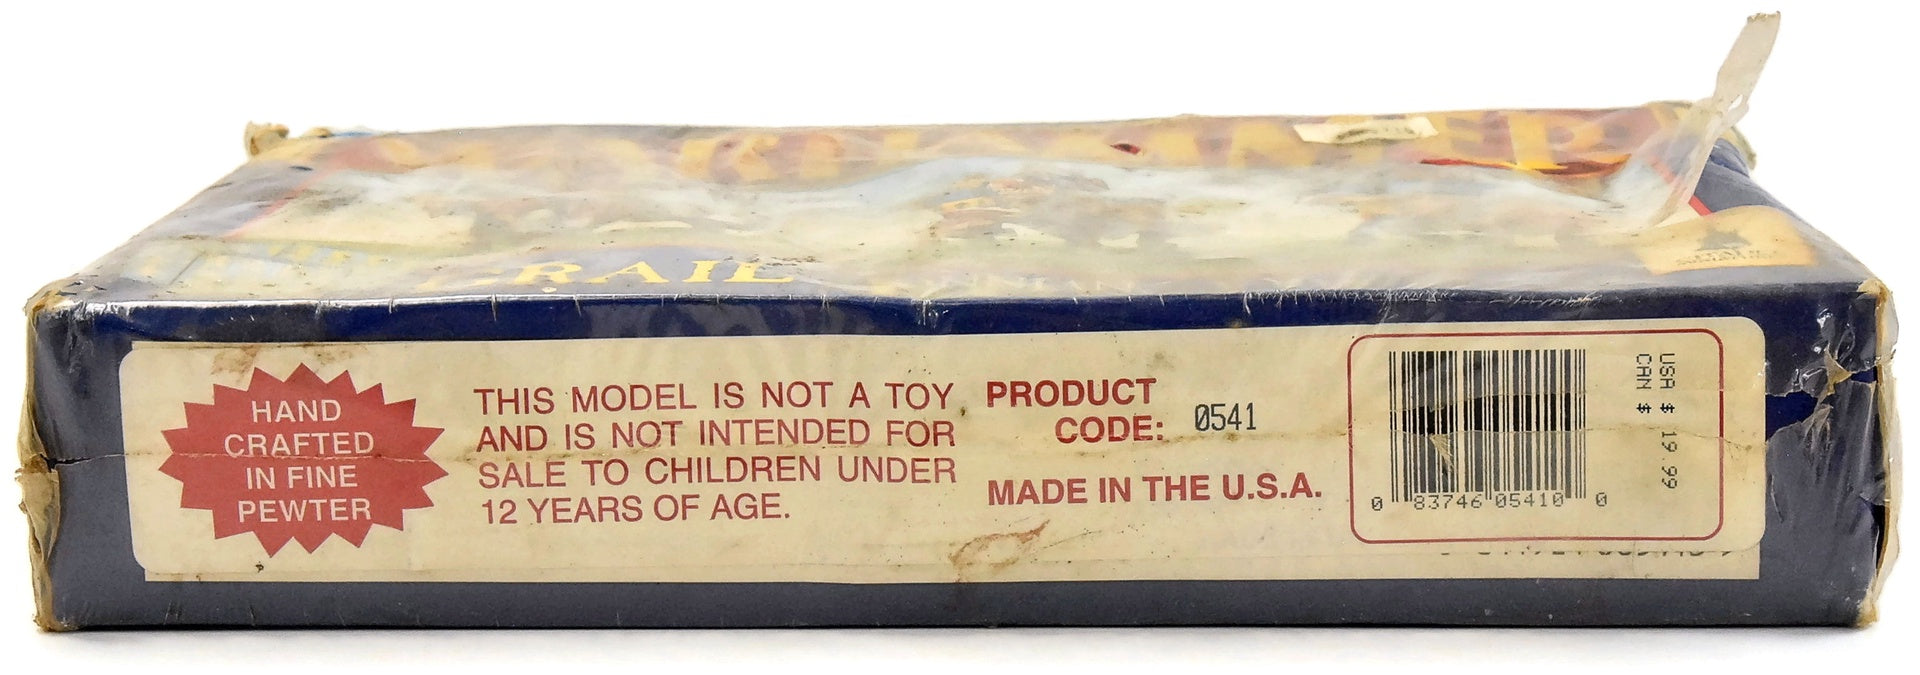 GRAIL
HAND
CRAFTED
IN FINE
PEWTER
THIS MODEL IS NOT A TOY
AND IS NOT INTENDED FOR
SALE TO CHILDREN UNDER
12 YEARS OF AGE.
PRODUCT
CODE: 0541
MADE IN THE U.S.A.
0 83746 05410 0
USA $ 19 99
CAN $